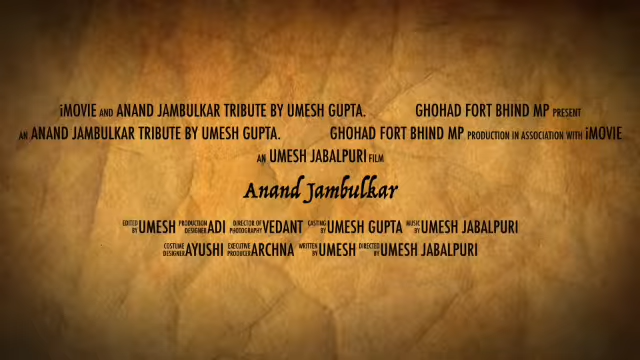 iMOVIE AND ANAND JAMBULKAR TRIBUTE BY UMESH GUPTA. GHOHAD FORT BHIND MP PRESENT
AN ANAND JAMBULKAR TRIBUTE BY UMESH GUPTA. GHOHAD FORT BHIND MP PRODUCTION IN ASSOCIATION WITH iMOVIE
AN UMESH JABALPURI FILM
Anand Jambulkar
EDITED BY UMESH PRODUCTION DESIGNER ADI DIRECTOR OF PHOTOGRAPHY VEDANT CASTING BY UMESH GUPTA MUSIC BY UMESH JABALPURI
COSTUME DESIGNER AYUSHI EXECUTIVE PRODUCER ARCHNA WRITTEN BY UMESH DIRECTED BY UMESH JABALPURI